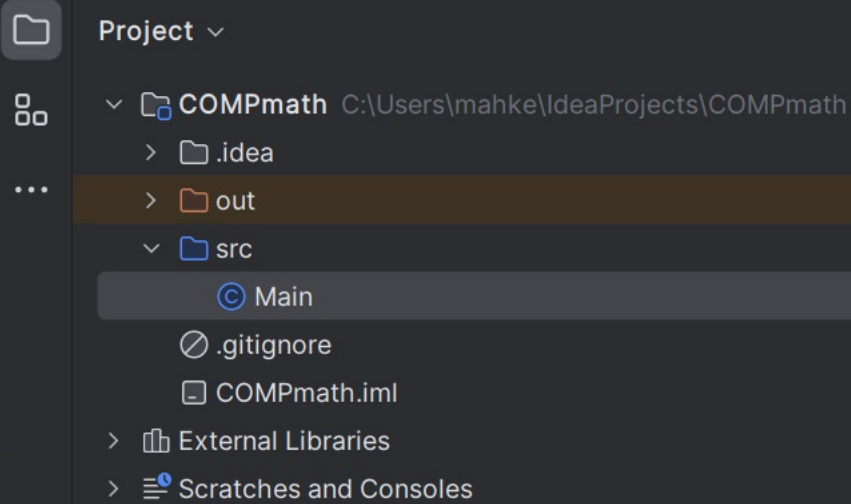 Project
COMPmath C:\Users\mahke\IdeaProjects\COMPmath
.idea
out
src
C Main
.gitignore
COMPmath.iml
External Libraries
Scratches and Consoles